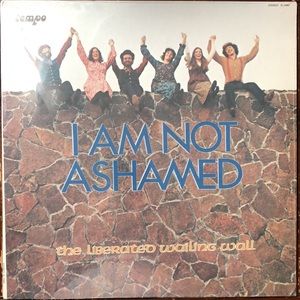 tempo
I AM NOT
ASHAMED
the LIBERATED wailing wall